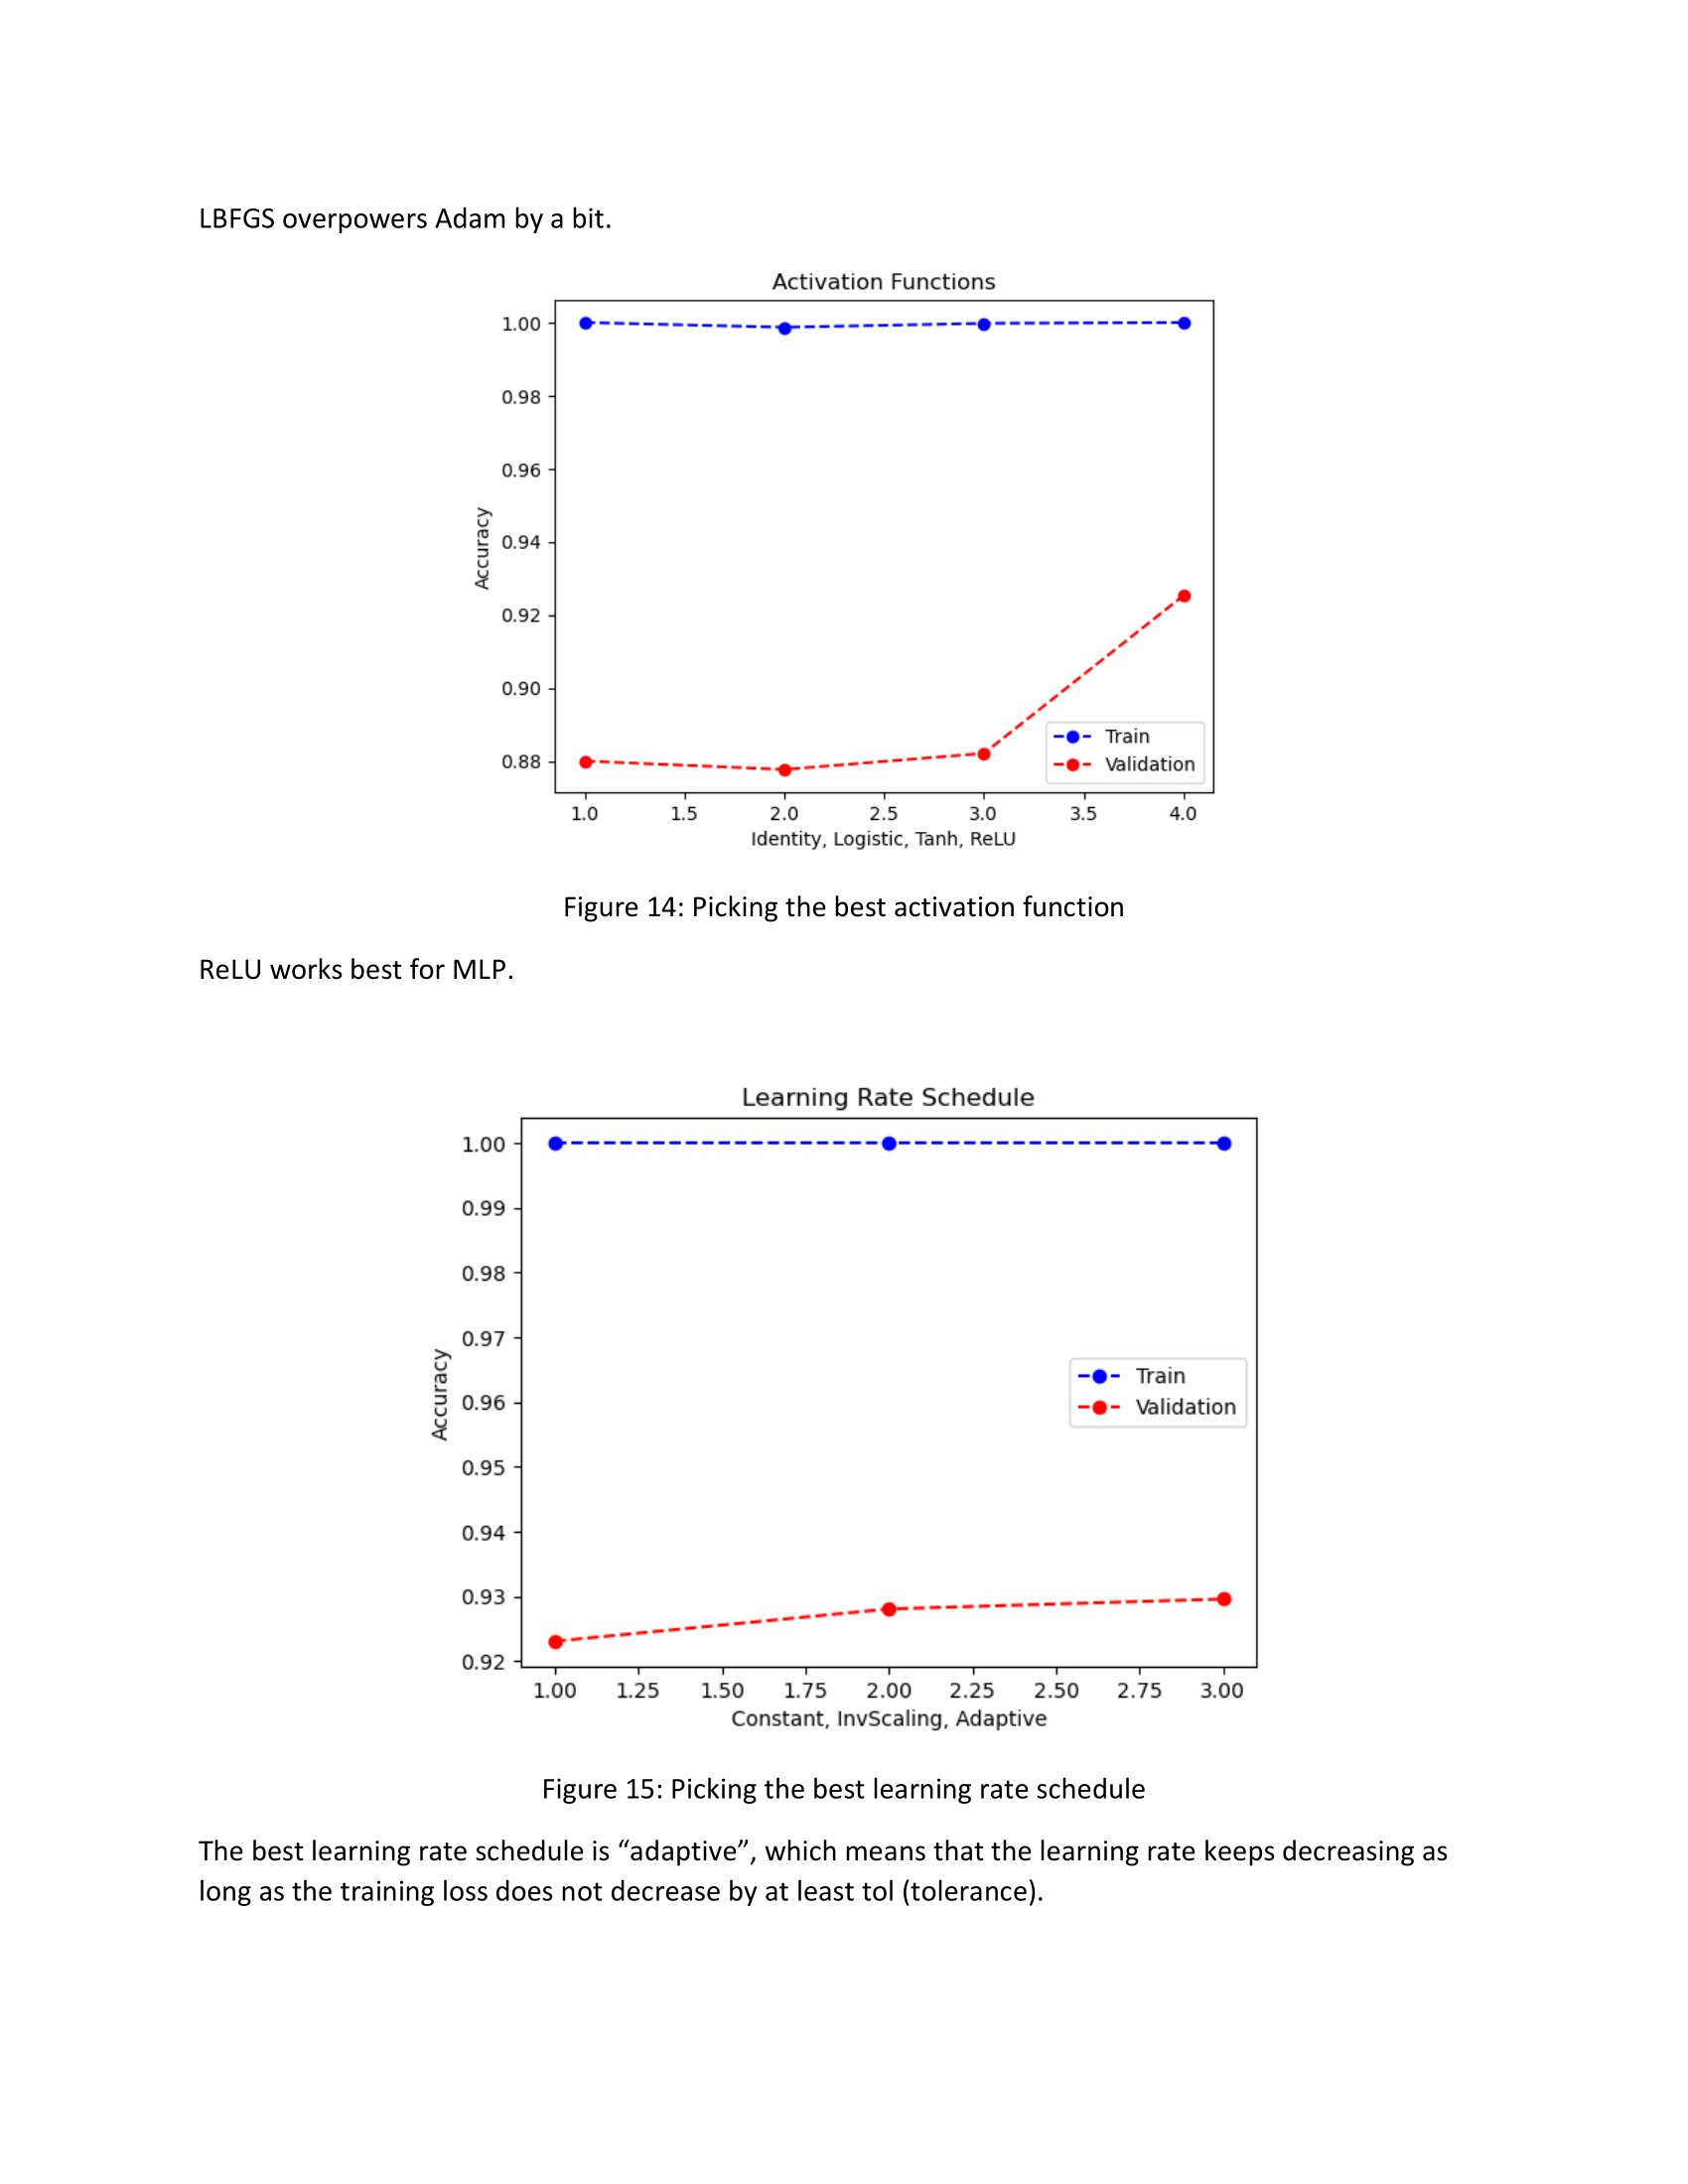 LBFGS overpowers Adam by a bit.
Activation Functions
1.00
0.98
0.96
0.94
0.92
0.90
0.88
Accuracy
Train
Validation
1.0 1.5 2.0 2.5 3.0 3.5 4.0
Identity, Logistic, Tanh, ReLU
Figure 14: Picking the best activation function
ReLU works best for MLP.
Learning Rate Schedule
1.00
0.99
0.98
0.97
0.96
0.95
0.94
0.93
0.92
Accuracy
Train
Validation
1.00 1.25 1.50 1.75 2.00 2.25 2.50 2.75 3.00
Constant, InvScaling, Adaptive
Figure 15: Picking the best learning rate schedule
The best learning rate schedule is “adaptive”, which means that the learning rate keeps decreasing as
long as the training loss does not decrease by at least tol (tolerance).